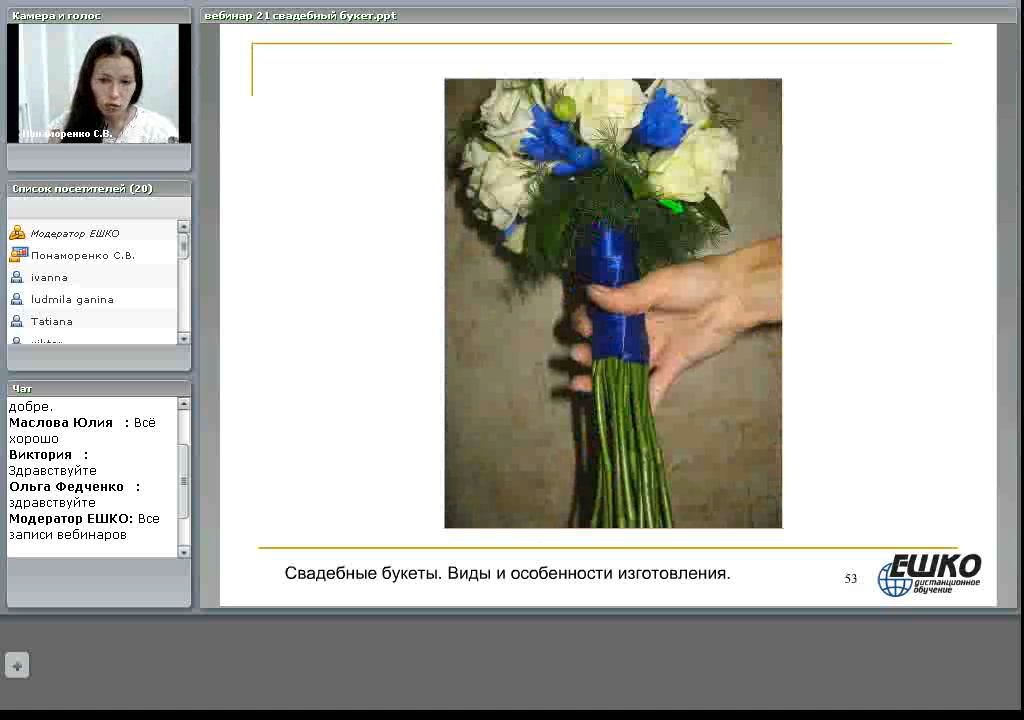 Камера и голос
Понаморенко С.В.
Список посетителей (20)
Модератор ЕШКО
Понаморенко С.В.
ivanna
ludmila ganina
Tatiana
Чат
добре.
Маслова Юлия : Всё
хорошо
Виктория :
Здравствуйте
Ольга Федченко :
здравствуйте
Модератор ЕШКО: Все
записи вебинаров
вебинар 21 свадебный букет.ppt
Свадебные букеты. Виды и особенности изготовления.
53
ЕШКО
дистанционное
обучение